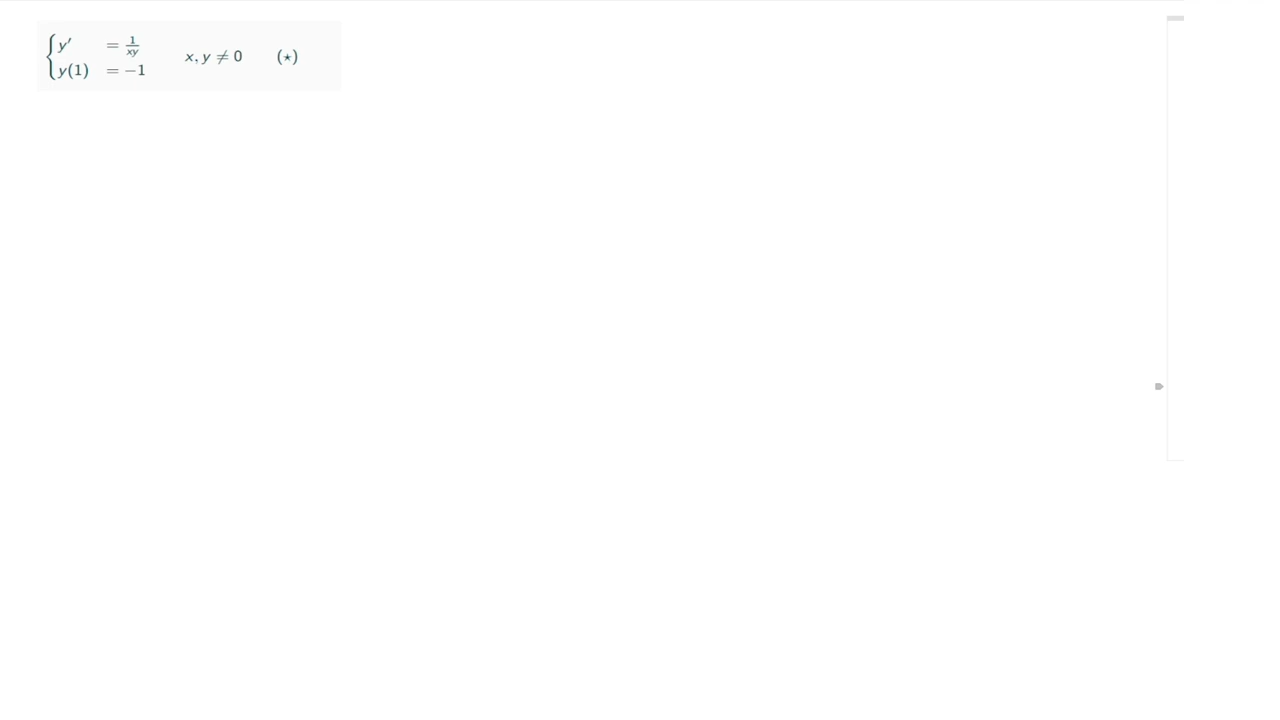 y′ = 1/xy
x, y ≠ 0 (⋆)
y(1) = −1